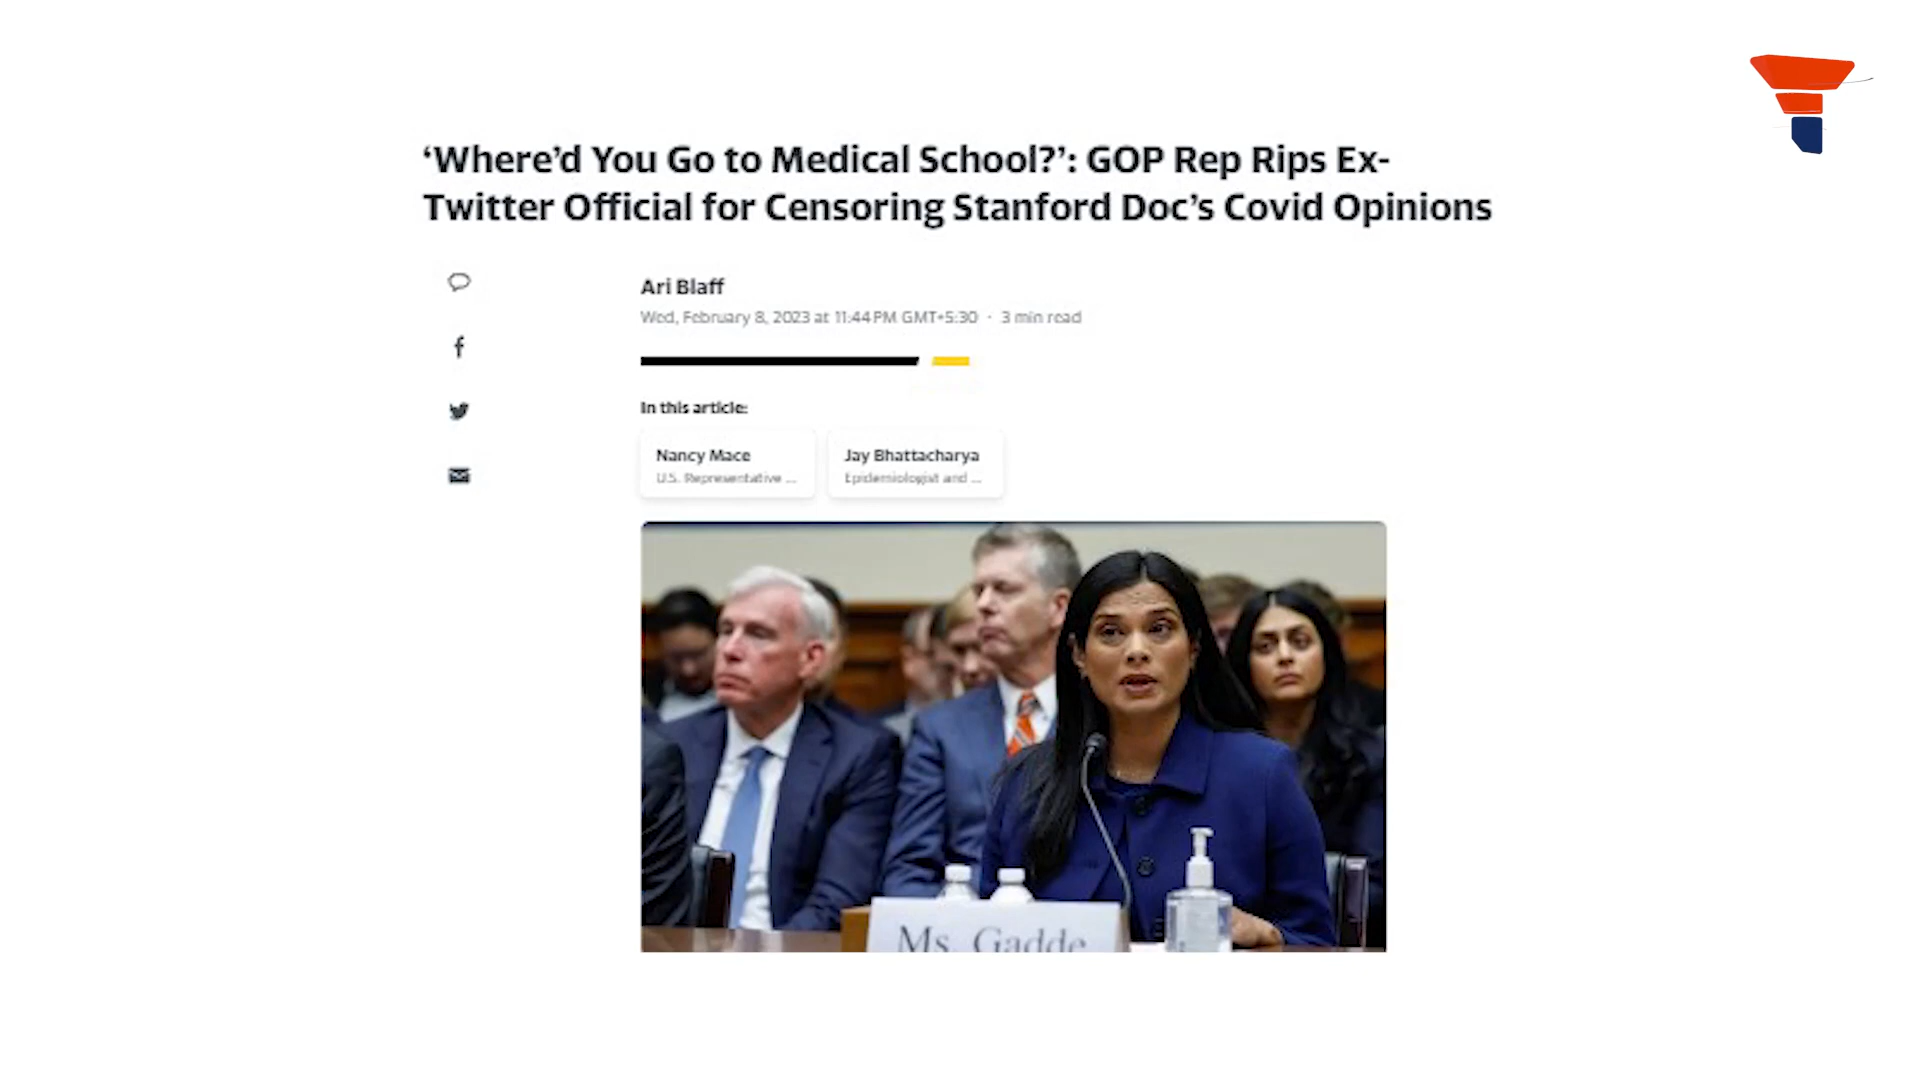 ‘Where’d You Go to Medical School?’: GOP Rep Rips Ex-
Twitter Official for Censoring Stanford Doc’s Covid Opinions
Ari Blaff
Wed, February 8, 2023 at 11:44 PM GMT+5:30 · 3 min read
In this article:
Nancy Mace
U.S. Representative ...
Jay Bhattacharya
Epidemiologist and ...
Ms. Gadde